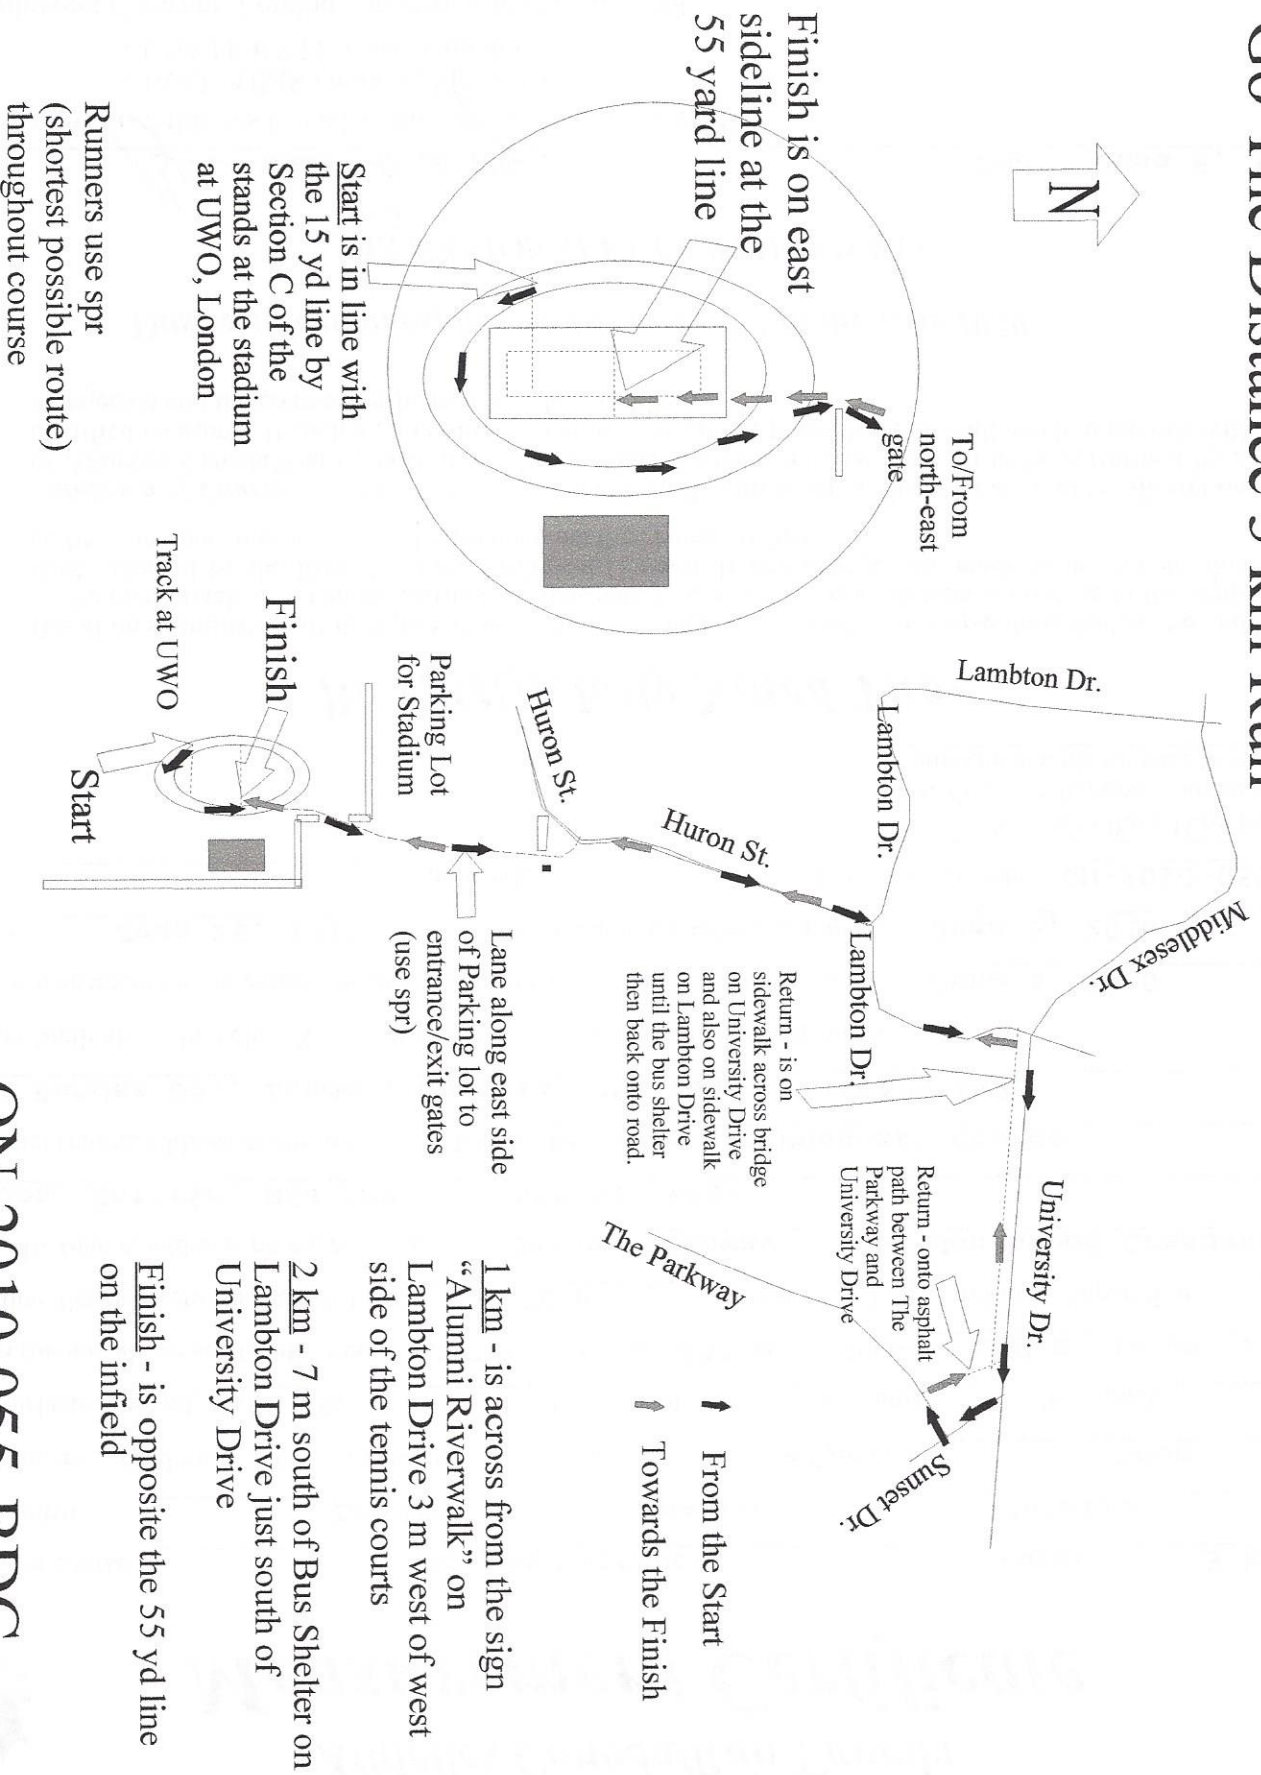 Go The Distance 3 km Run
N
Finish is on east
sideline at the
55 yard line
To/From
north-east
gate
Start is in line with
the 15 yd line by
Section C of the
stands at the stadium
at UWO, London
Runners use spr
(shortest possible route)
throughout course
Lambton Dr.
Lambton Dr.
Middlesex Dr.
Huron St.
Huron St.
Lambton Dr.
Parking Lot
for Stadium
Finish
Track at UWO
Start
Lane along east side
of Parking lot to
entrance/exit gates
(use spr)
Return - is on
sidewalk across bridge
on University Drive
and also on sidewalk
on Lambton Drive
until the bus shelter
then back onto road.
University Dr.
Return - onto asphalt
path between The
Parkway and
University Drive
The Parkway
Sunset Dr.
From the Start
Towards the Finish
1 km - is across from the sign
“Alumni Riverwalk” on
Lambton Drive 3 m west of west
side of the tennis courts
2 km - 7 m south of Bus Shelter on
Lambton Drive just south of
University Drive
Finish - is opposite the 55 yd line
on the infield
ON-2010-055-BDC